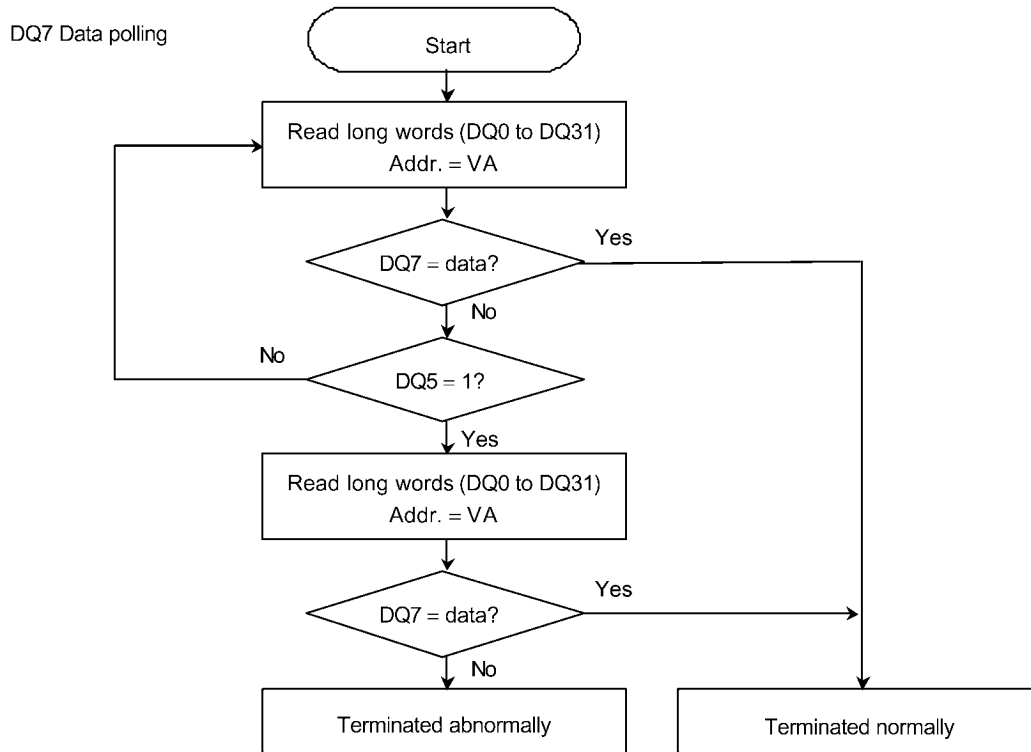 DQ7 Data polling
Start
Read long words (DQ0 to DQ31)
Addr. = VA
DQ7 = data?
Yes
No
DQ5 = 1?
No
Yes
Read long words (DQ0 to DQ31)
Addr. = VA
DQ7 = data?
Yes
No
Terminated abnormally
Terminated normally